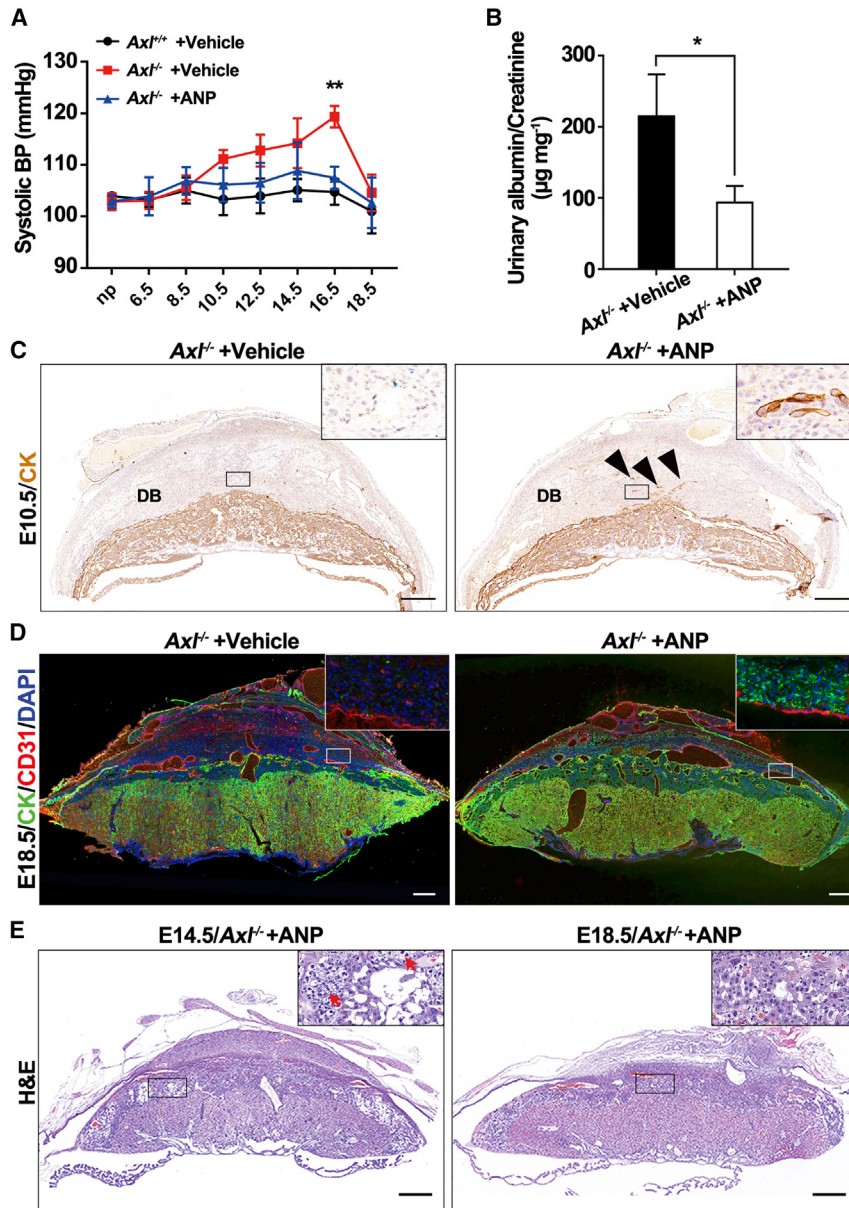 A
Axl+/+ +Vehicle
Axl-/- +Vehicle
Axl-/- +ANP
**
Systolic BP (mmHg)
130
120
110
100
90
np
6.5
8.5
10.5
12.5
14.5
16.5
18.5
B
*
Urinary albumin/Creatinine
(µg mg-1)
300
200
100
0
Axl-/- +Vehicle
Axl-/- +ANP
C
Axl-/- +Vehicle
Axl-/- +ANP
E10.5/CK
DB
DB
D
Axl-/- +Vehicle
Axl-/- +ANP
E18.5/CK/CD31/DAPI
E
E14.5/Axl-/- +ANP
E18.5/Axl-/- +ANP
H&E